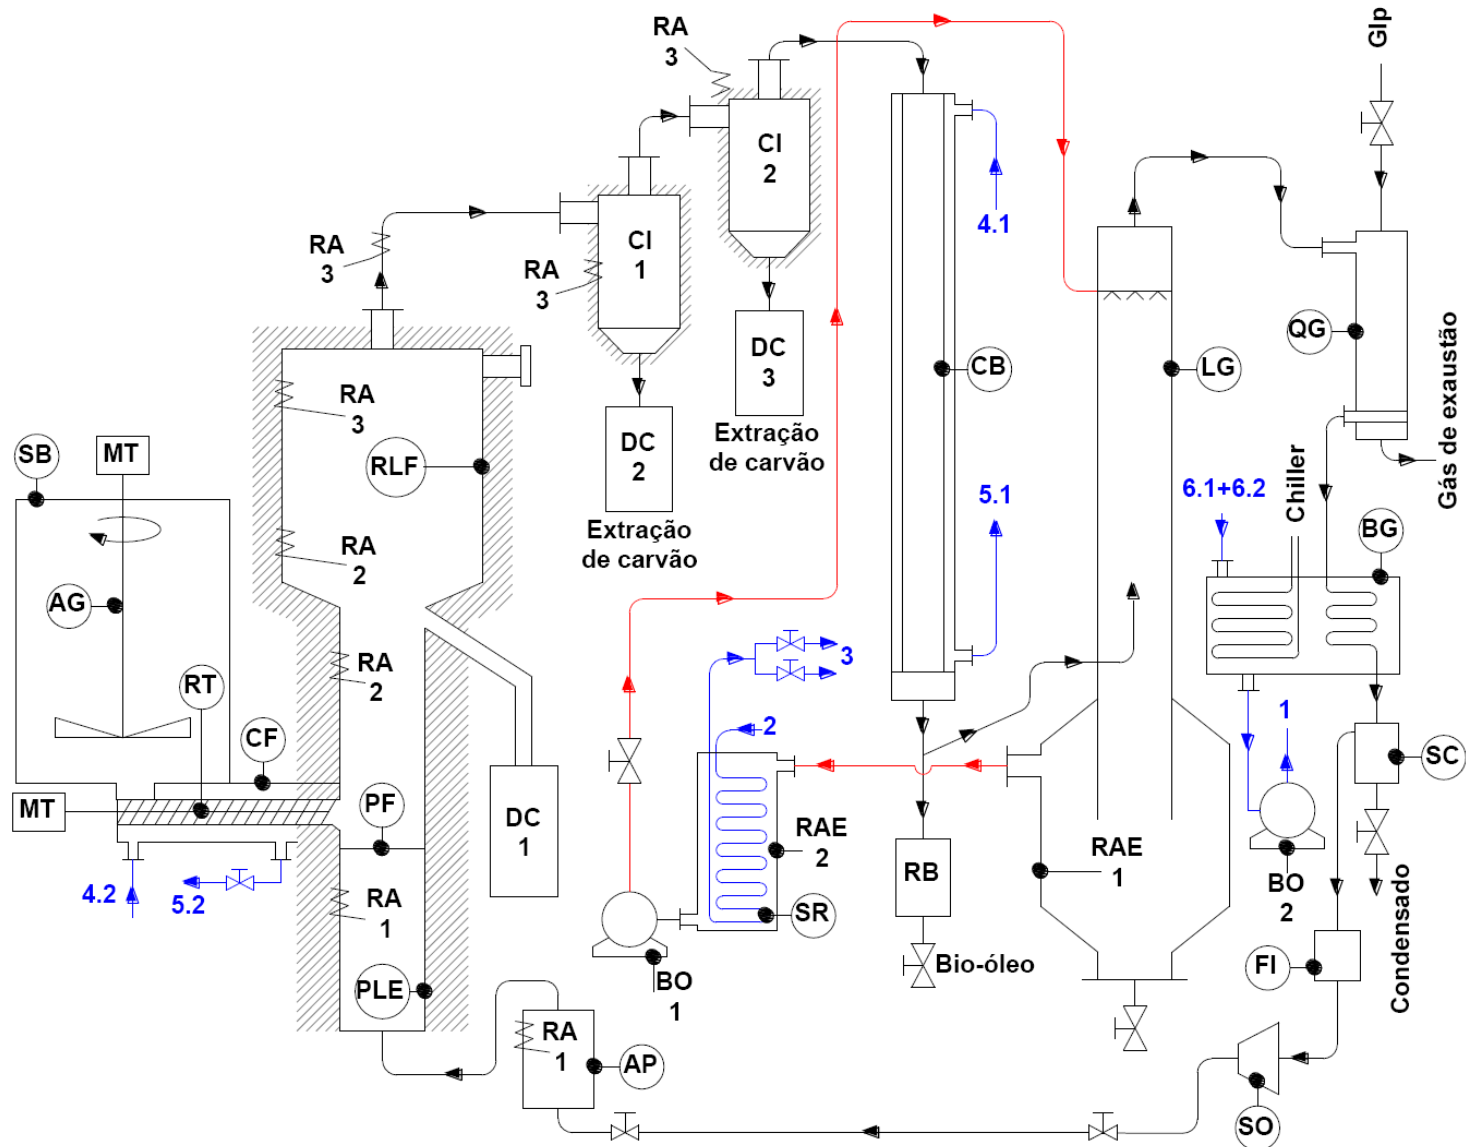 RA
3
Glp
CI
2
4.1
RA
3
CI
1
RA
3
QG
Gás de exaustão
DC
3
CB
LG
RA
3
Extração
de carvão
DC
2
SB
MT
RLF
Extração
de carvão
5.1
6.1+6.2
Chiller
BG
RA
2
AG
3
RT
RA
2
2
1
CF
SC
MT
PF
DC
1
RAE
2
RB
RAE
1
BO
2
4.2
5.2
RA
1
SR
Condensado
PLE
BO
1
Bio-óleo
FI
RA
1
AP
SO